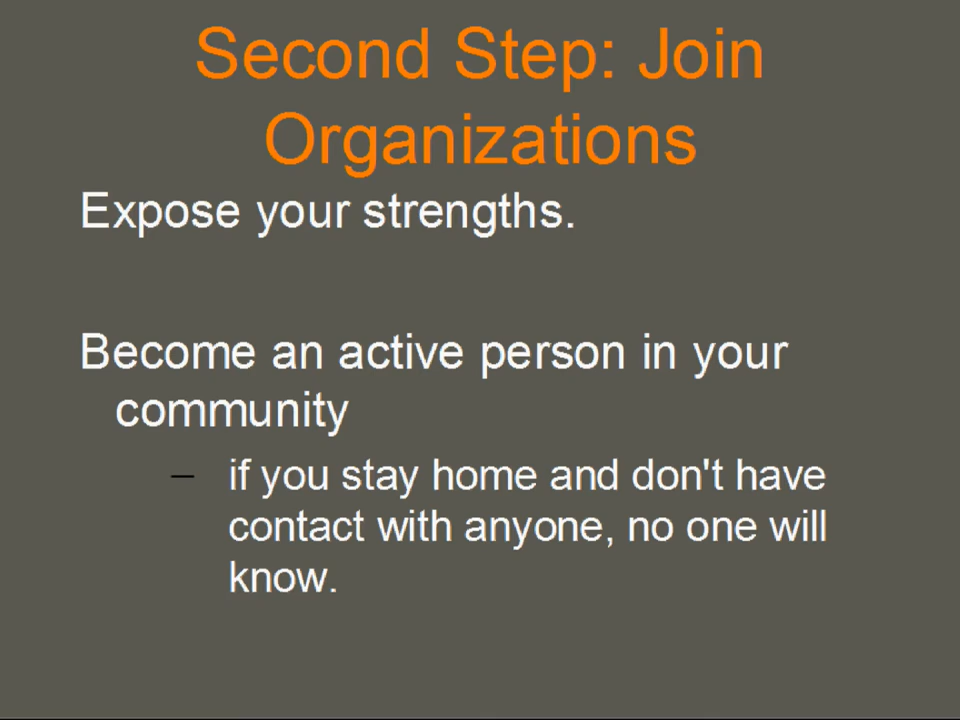 Second Step: Join
Organizations
Expose your strengths.
Become an active person in your
community
– if you stay home and don't have
contact with anyone, no one will
know.